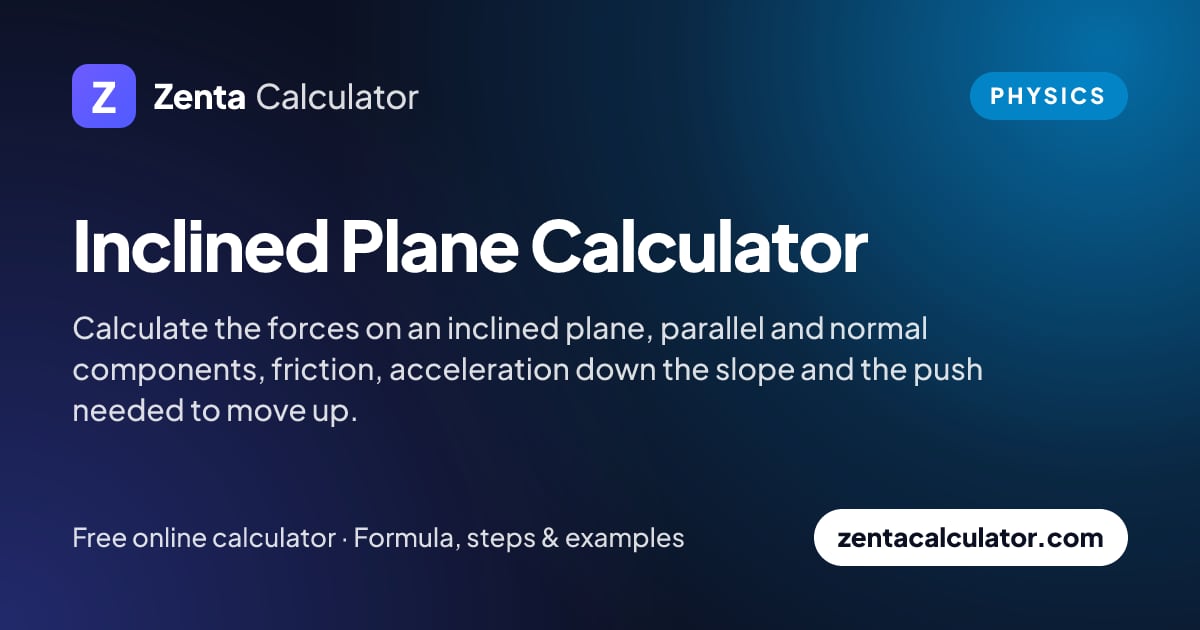 Z
Zenta Calculator
PHYSICS
Inclined Plane Calculator
Calculate the forces on an inclined plane, parallel and normal
components, friction, acceleration down the slope and the push
needed to move up.
Free online calculator · Formula, steps & examples
zentacalculator.com